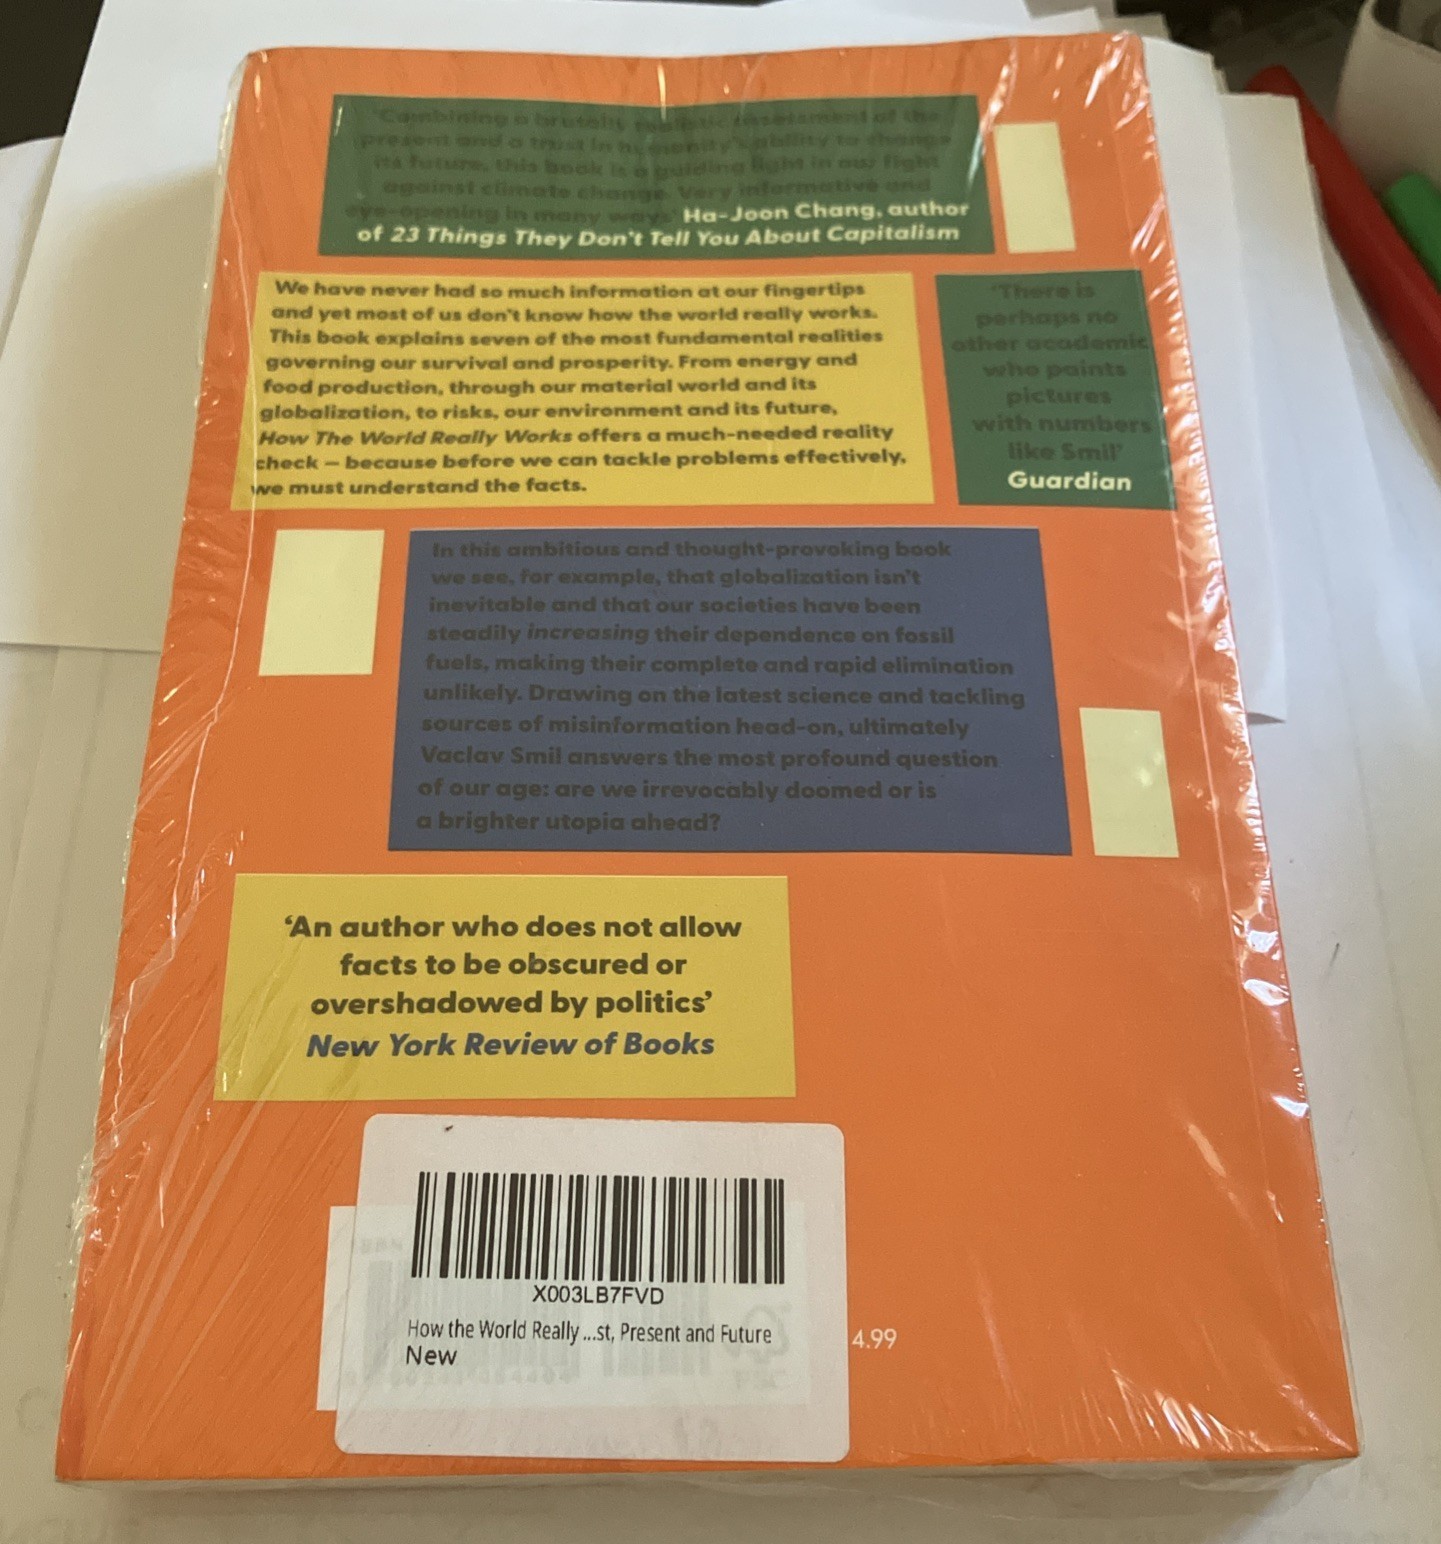 'Combining a brutally realistic assessment of the
present and a trust in humanity's ability to change
its future, this book is a guiding light in our fight
against climate change. Very informative and
eye-opening in many ways' Ha-Joon Chang, author
of 23 Things They Don't Tell You About Capitalism
We have never had so much information at our fingertips
and yet most of us don't know how the world really works.
This book explains seven of the most fundamental realities
governing our survival and prosperity. From energy and
food production, through our material world and its
globalization, to risks, our environment and its future,
How The World Really Works offers a much-needed reality
check – because before we can tackle problems effectively,
we must understand the facts.
'There is
perhaps no
other academic
who paints
pictures
with numbers
like Smil'
Guardian
In this ambitious and thought-provoking book
we see, for example, that globalization isn't
inevitable and that our societies have been
steadily increasing their dependence on fossil
fuels, making their complete and rapid elimination
unlikely. Drawing on the latest science and tackling
sources of misinformation head-on, ultimately
Vaclav Smil answers the most profound question
of our age: are we irrevocably doomed or is
a brighter utopia ahead?
'An author who does not allow
facts to be obscured or
overshadowed by politics'
New York Review of Books
X003LB7FVD
How the World Really ...st, Present and Future
New
4.99